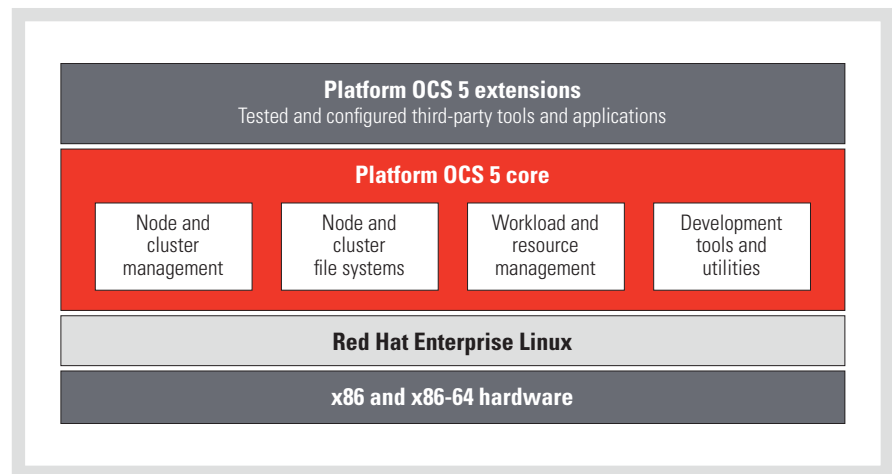 Platform OCS 5 extensions
Tested and configured third-party tools and applications
Platform OCS 5 core
Node and
cluster
management
Node and
cluster
file systems
Workload and
resource
management
Development
tools and
utilities
Red Hat Enterprise Linux
x86 and x86-64 hardware